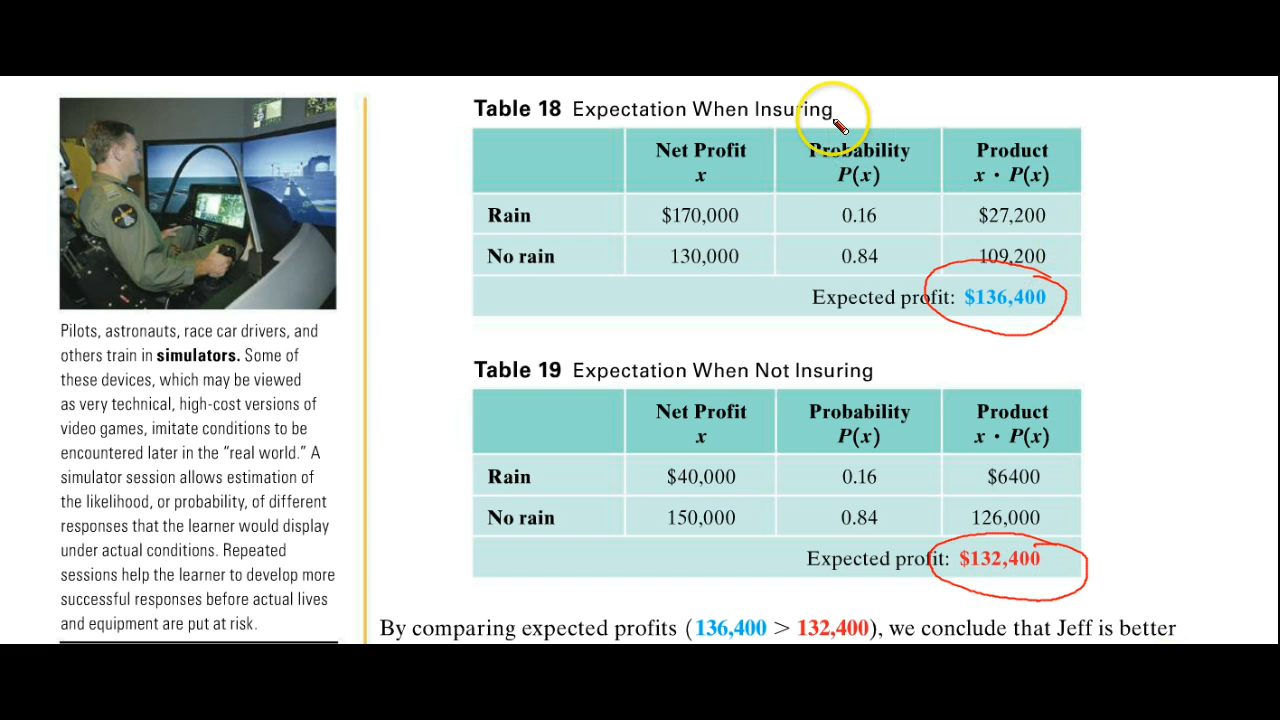 Table 18 Expectation When Insuring
Net Profit Probability Product
x P(x) x · P(x)
Rain $170,000 0.16 $27,200
No rain 130,000 0.84 109,200
Expected profit: $136,400
Table 19 Expectation When Not Insuring
Net Profit Probability Product
x P(x) x · P(x)
Rain $40,000 0.16 $6400
No rain 150,000 0.84 126,000
Expected profit: $132,400
By comparing expected profits (136,400 > 132,400), we conclude that Jeff is better
Pilots, astronauts, race car drivers, and
others train in simulators. Some of
these devices, which may be viewed
as very technical, high-cost versions of
video games, imitate conditions to be
encountered later in the “real world.” A
simulator session allows estimation of
the likelihood, or probability, of different
responses that the learner would display
under actual conditions. Repeated
sessions help the learner to develop more
successful responses before actual lives
and equipment are put at risk.